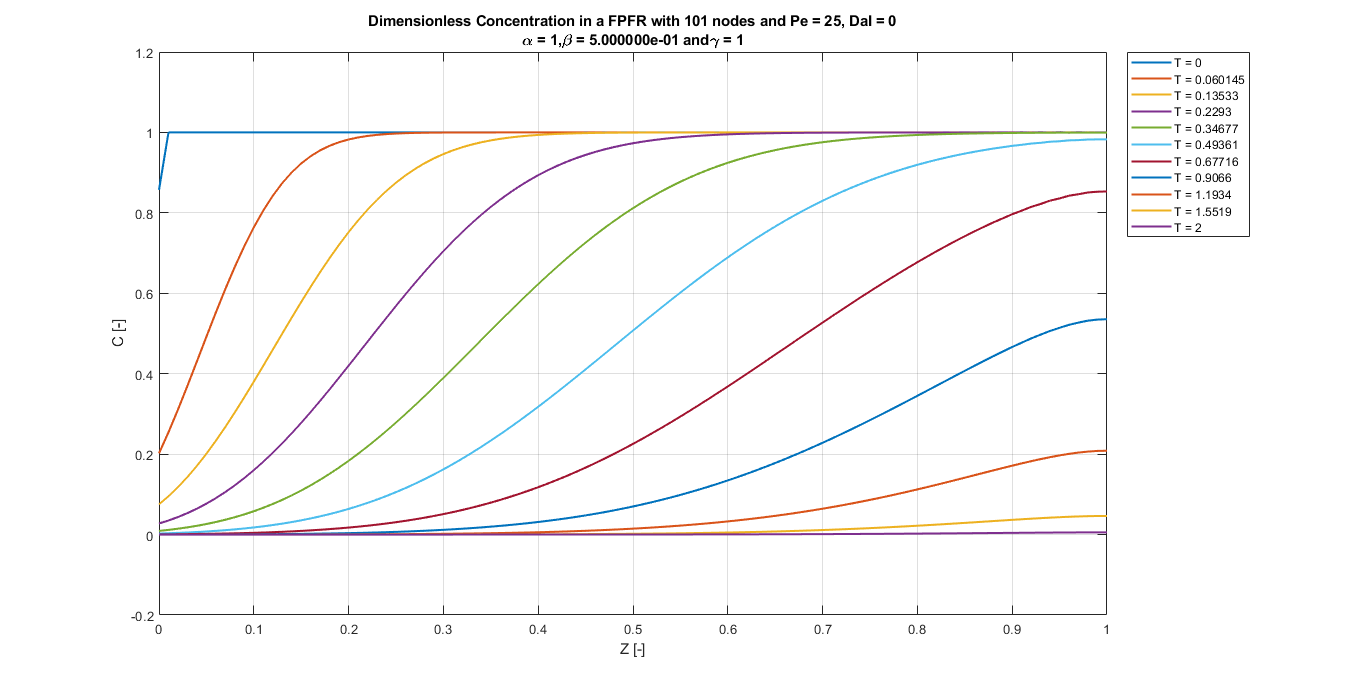 Dimensionless Concentration in a FPFR with 101 nodes and Pe = 25, DaI = 0
α = 1,β = 5.000000e-01 andγ = 1
1.2
1
0.8
0.6
0.4
0.2
0
-0.2
C [-]
0 0.1 0.2 0.3 0.4 0.5 0.6 0.7 0.8 0.9 1
Z [-]
T = 0
T = 0.060145
T = 0.13533
T = 0.2293
T = 0.34677
T = 0.49361
T = 0.67716
T = 0.9066
T = 1.1934
T = 1.5519
T = 2